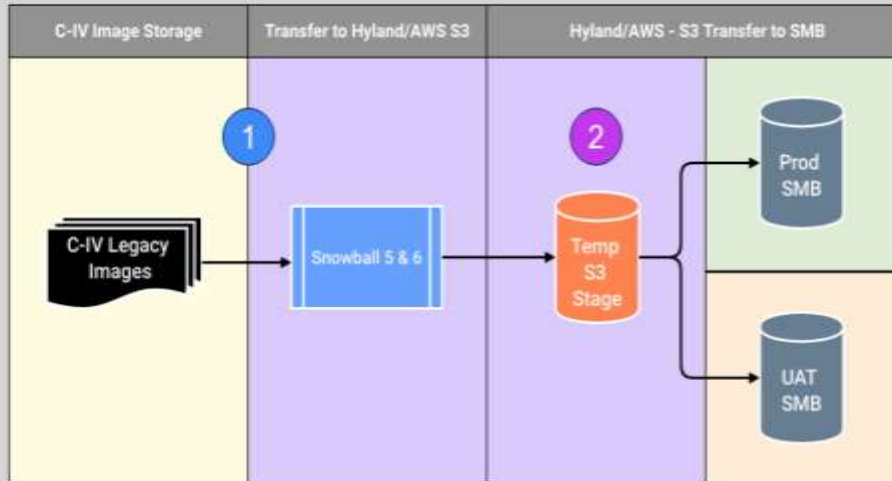 C-IV Image Storage
Transfer to Hyland/AWS S3
Hyland/AWS - S3 Transfer to SMB
1
2
C-IV Legacy
Images
Snowball 5 & 6
Temp
S3
Stage
Prod
SMB
UAT
SMB